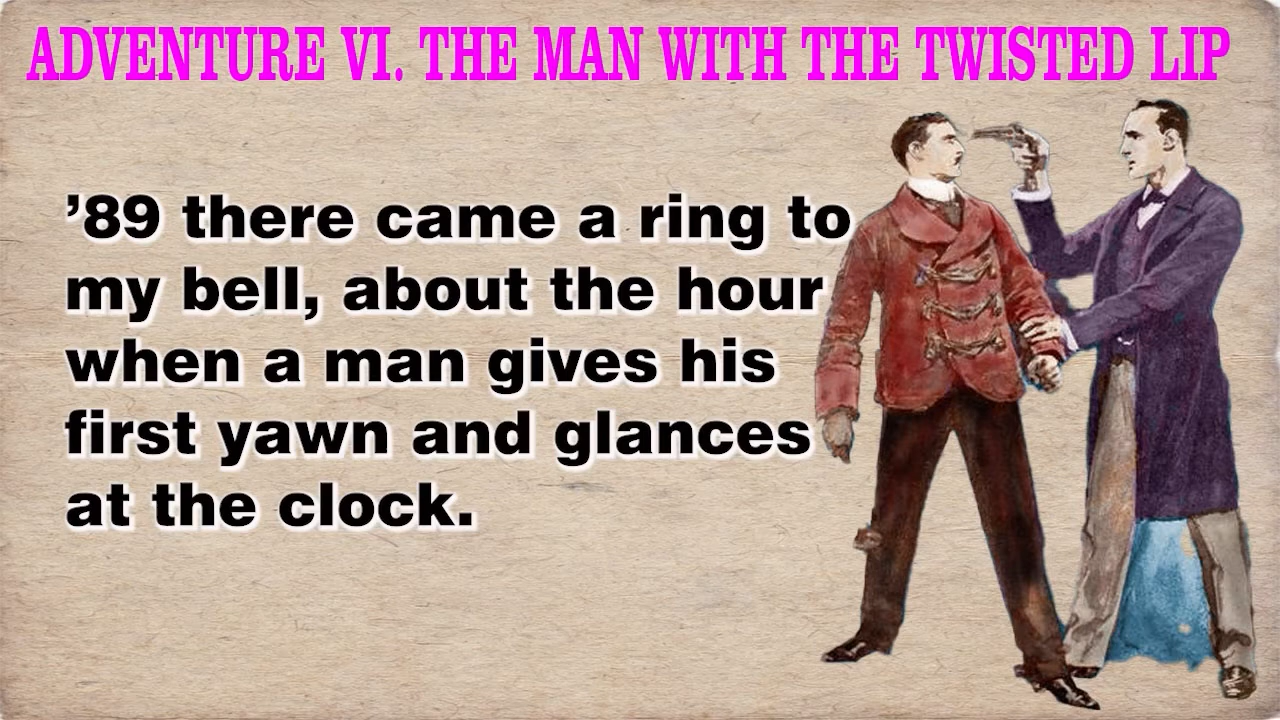 ADVENTURE VI. THE MAN WITH THE TWISTED LIP
’89 there came a ring to
my bell, about the hour
when a man gives his
first yawn and glances
at the clock.